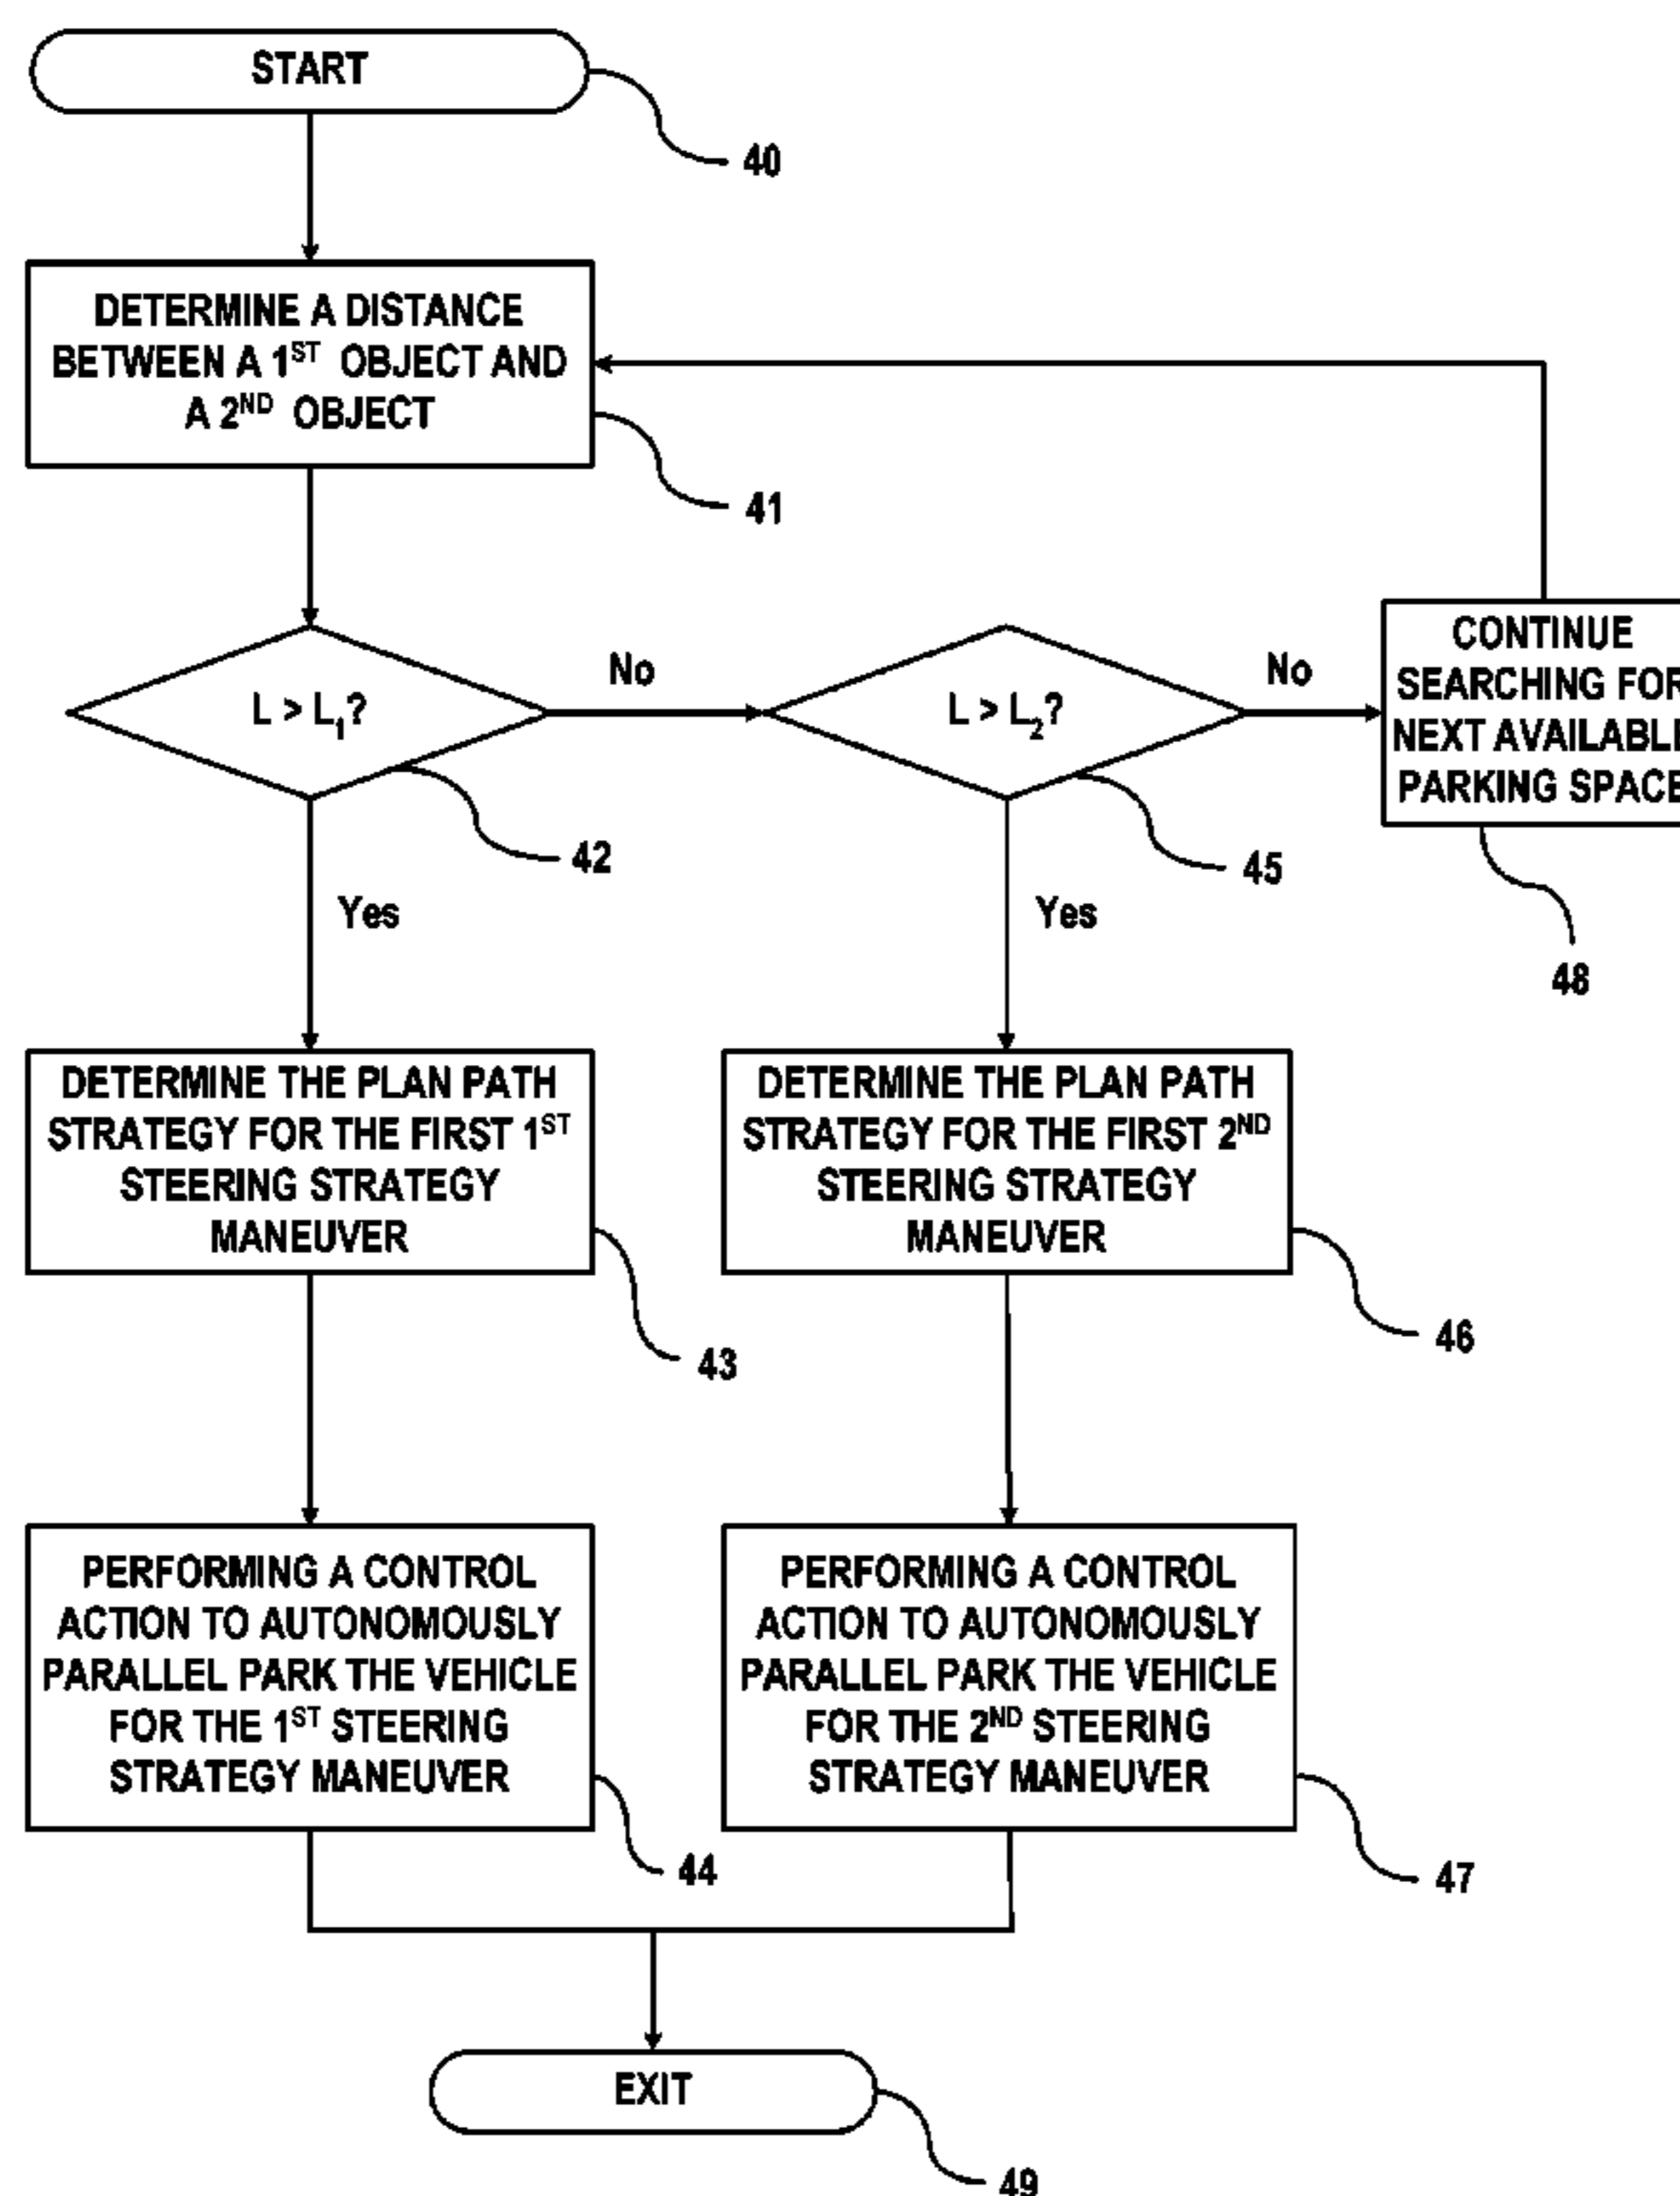 START
40
DETERMINE A DISTANCE
BETWEEN A 1ST OBJECT AND
A 2ND OBJECT
41
L > L1?
No
L > L2?
No
CONTINUE
SEARCHING FOR
NEXT AVAILABLE
PARKING SPACE
42
45
Yes
Yes
48
DETERMINE THE PLAN PATH
STRATEGY FOR THE FIRST 1ST
STEERING STRATEGY
MANEUVER
43
DETERMINE THE PLAN PATH
STRATEGY FOR THE FIRST 2ND
STEERING STRATEGY
MANEUVER
46
PERFORMING A CONTROL
ACTION TO AUTONOMOUSLY
PARALLEL PARK THE VEHICLE
FOR THE 1ST STEERING
STRATEGY MANEUVER
44
PERFORMING A CONTROL
ACTION TO AUTONOMOUSLY
PARALLEL PARK THE VEHICLE
FOR THE 2ND STEERING
STRATEGY MANEUVER
47
EXIT
49